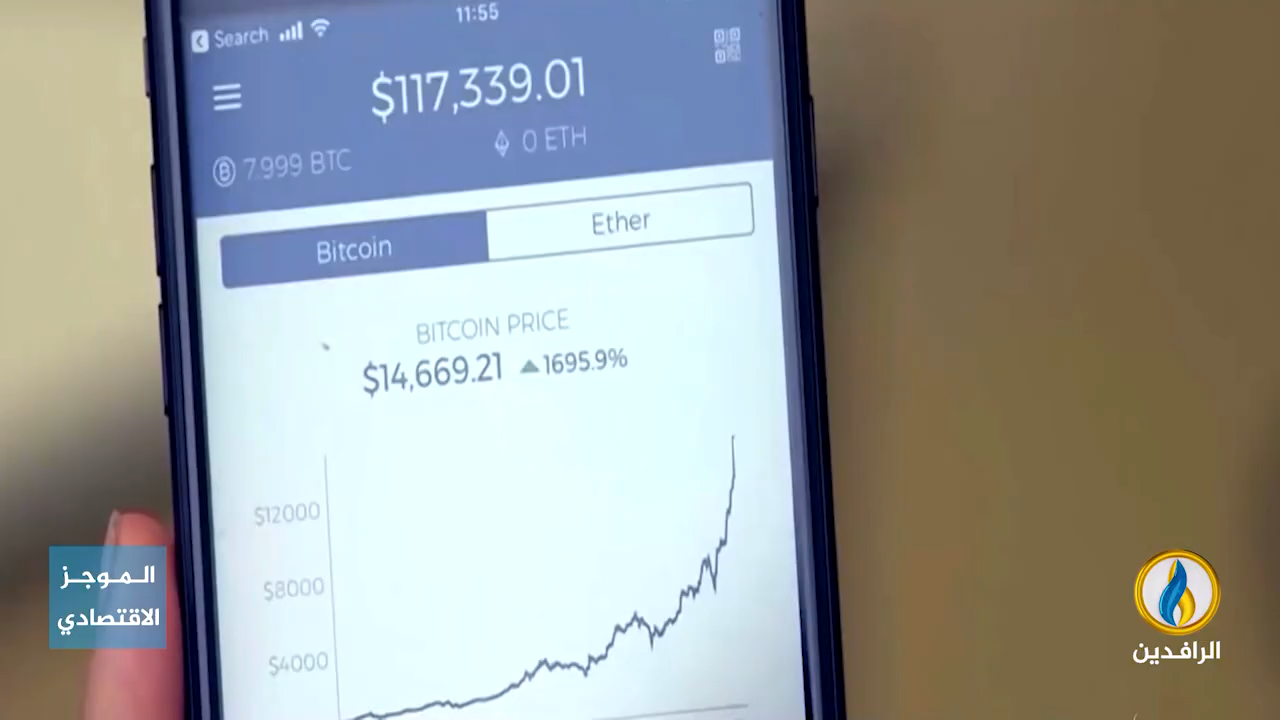 Search
11:55
$117,339.01
7.999 BTC
0 ETH
Bitcoin
Ether
BITCOIN PRICE
$14,669.21 ▲1695.9%
$12000
$8000
$4000
الموجز
الاقتصادي
الرافدين